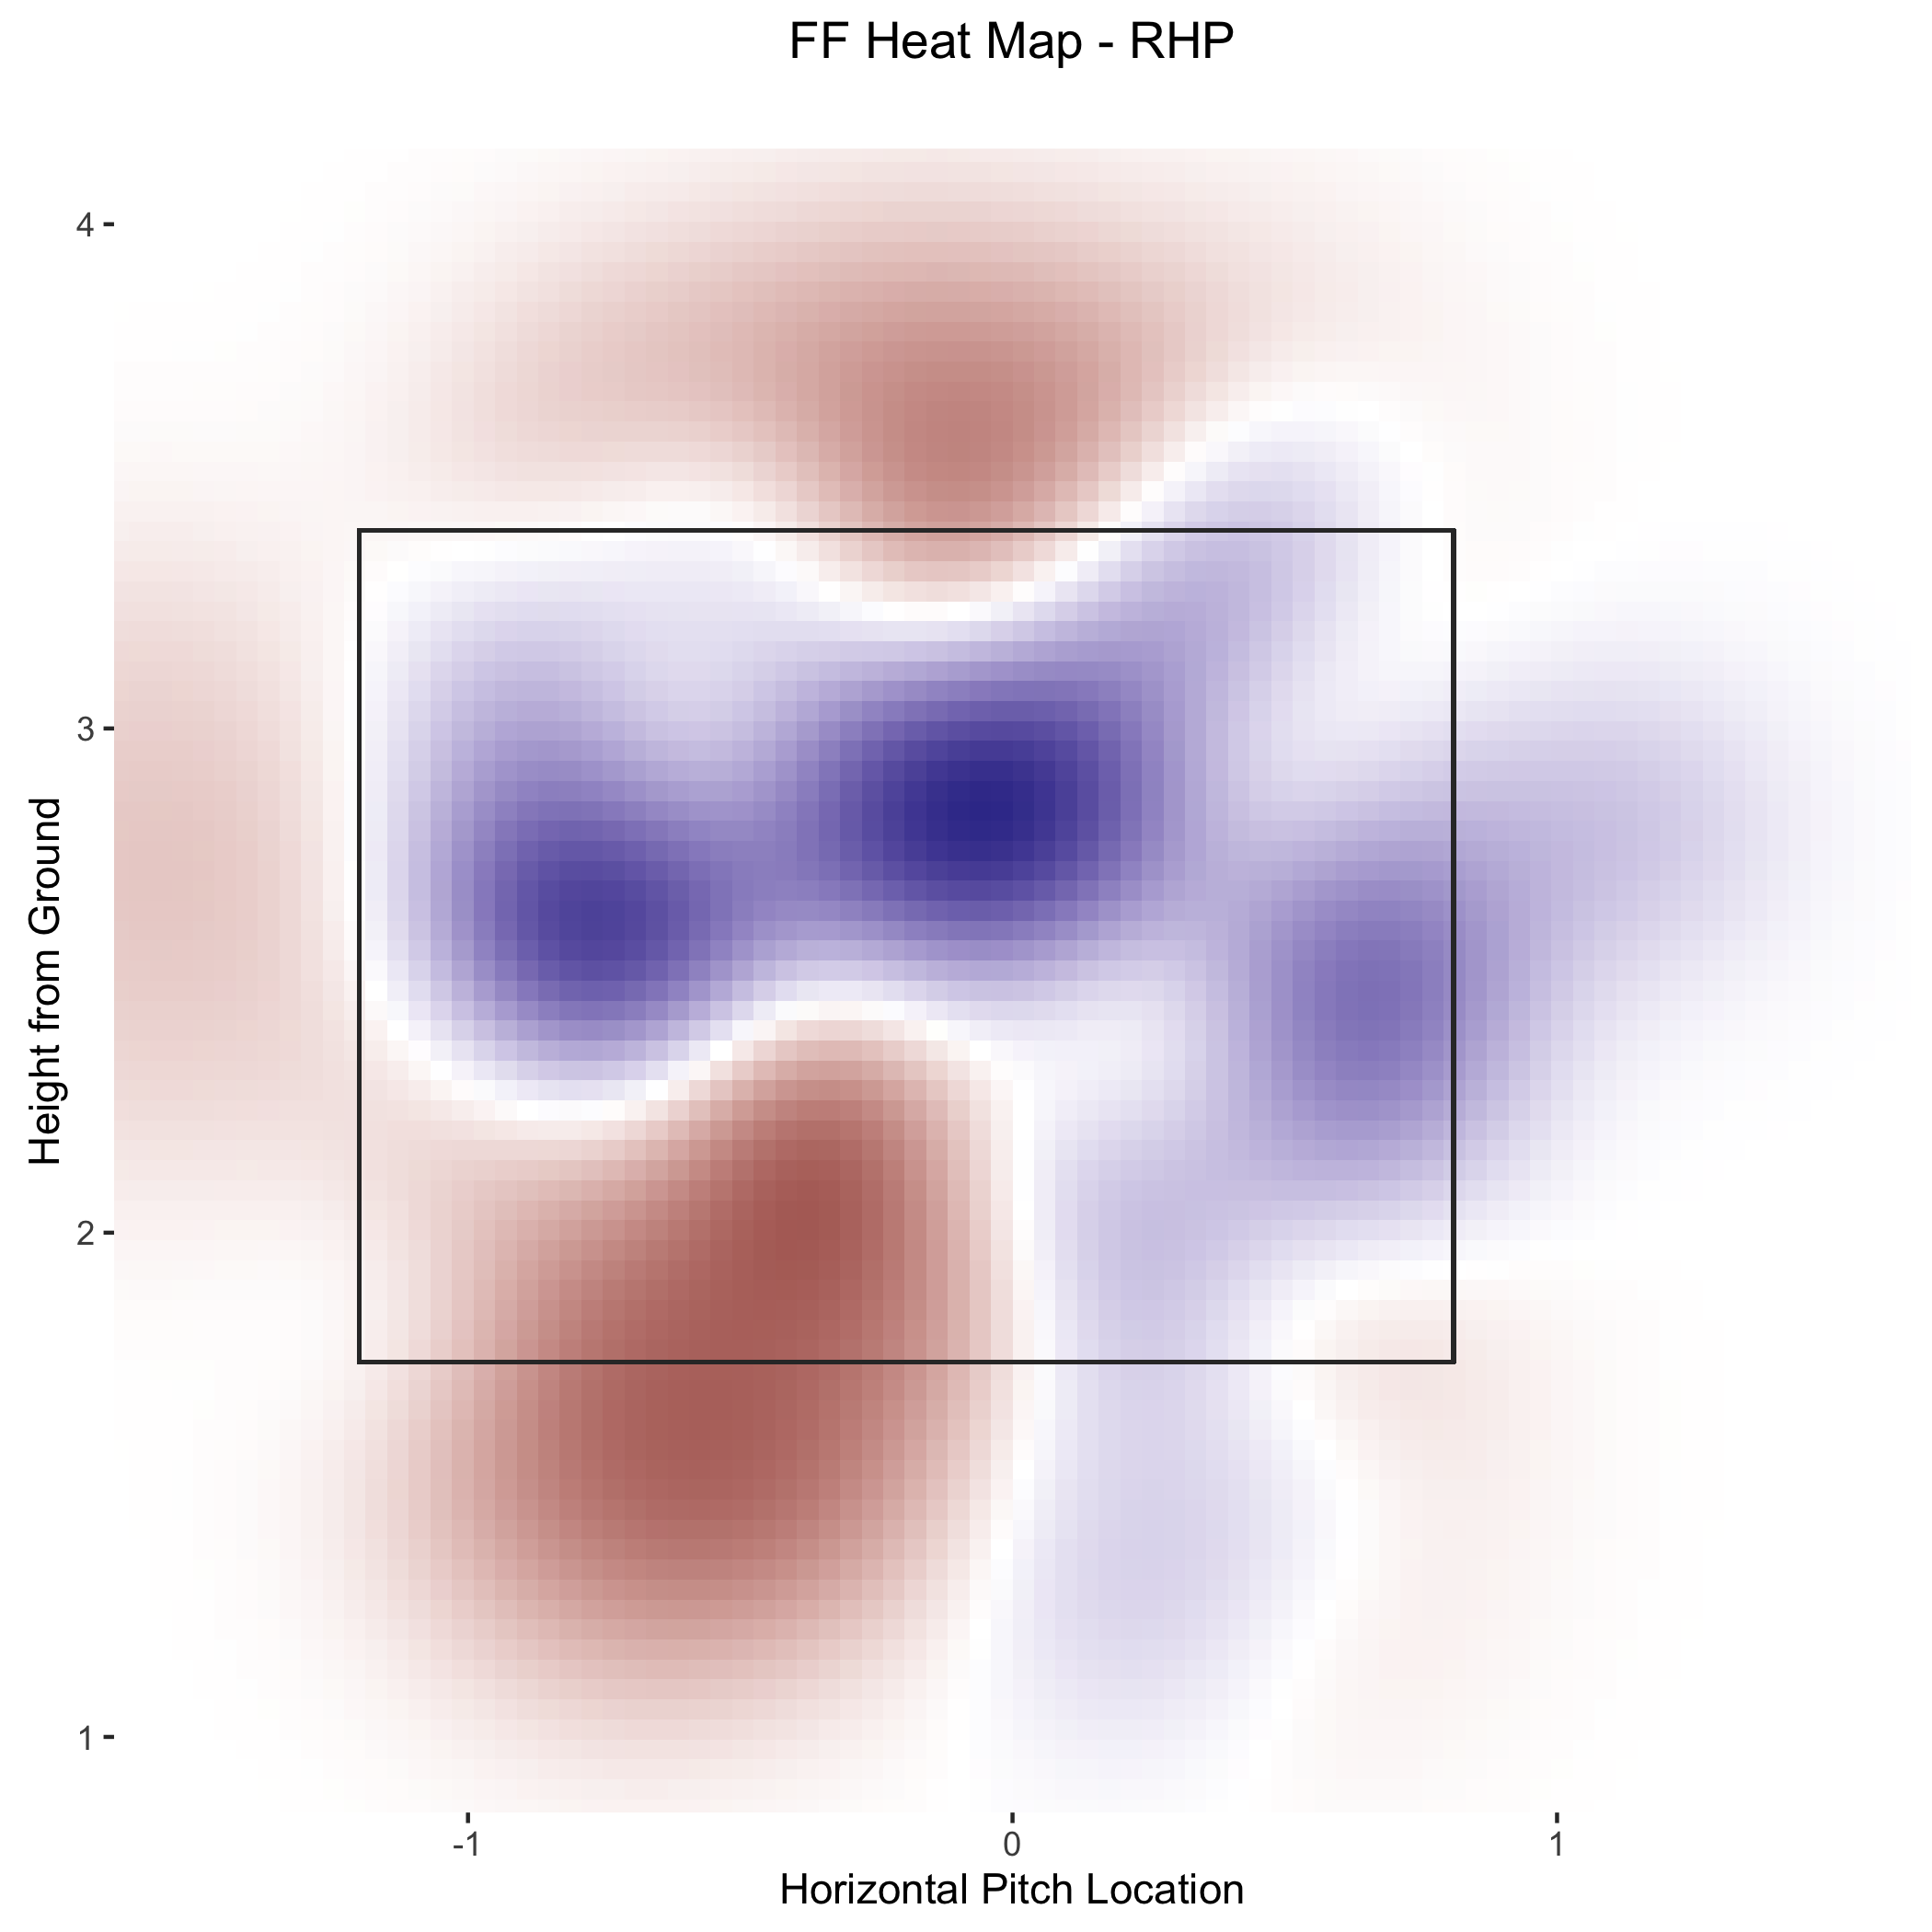 FF Heat Map - RHP
4
3
2
1
Height from Ground
-1 0 1
Horizontal Pitch Location